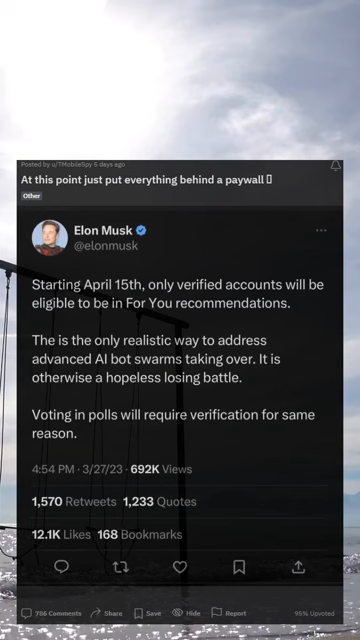 Posted by u/TMobileSpy 6 days ago
At this point just put everything behind a paywall
Other
Elon Musk
@elonmusk
Starting April 15th, only verified accounts will be
eligible to be in For You recommendations.
The is the only realistic way to address
advanced AI bot swarms taking over. It is
otherwise a hopeless losing battle.
Voting in polls will require verification for same
reason.
4:54 PM · 3/27/23 · 692K Views
1,570 Retweets 1,233 Quotes
12.1K Likes 168 Bookmarks
786 Comments Share Save Hide Report 95% Upvoted